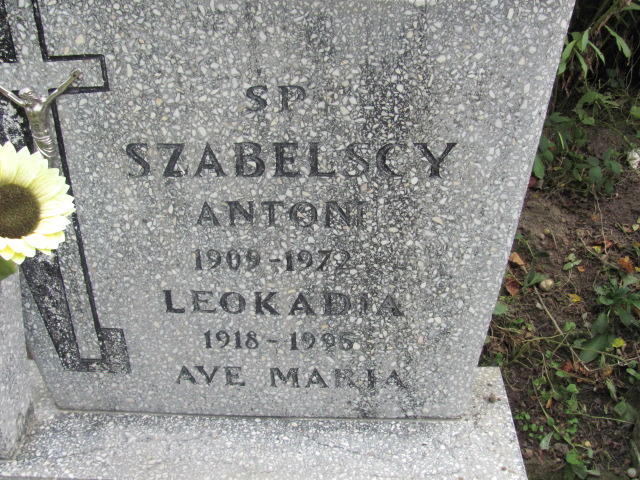 SP.
SZABELSCY
ANTONI
1909-1972
LEOKADIA
1918-1995
AVE MARIA